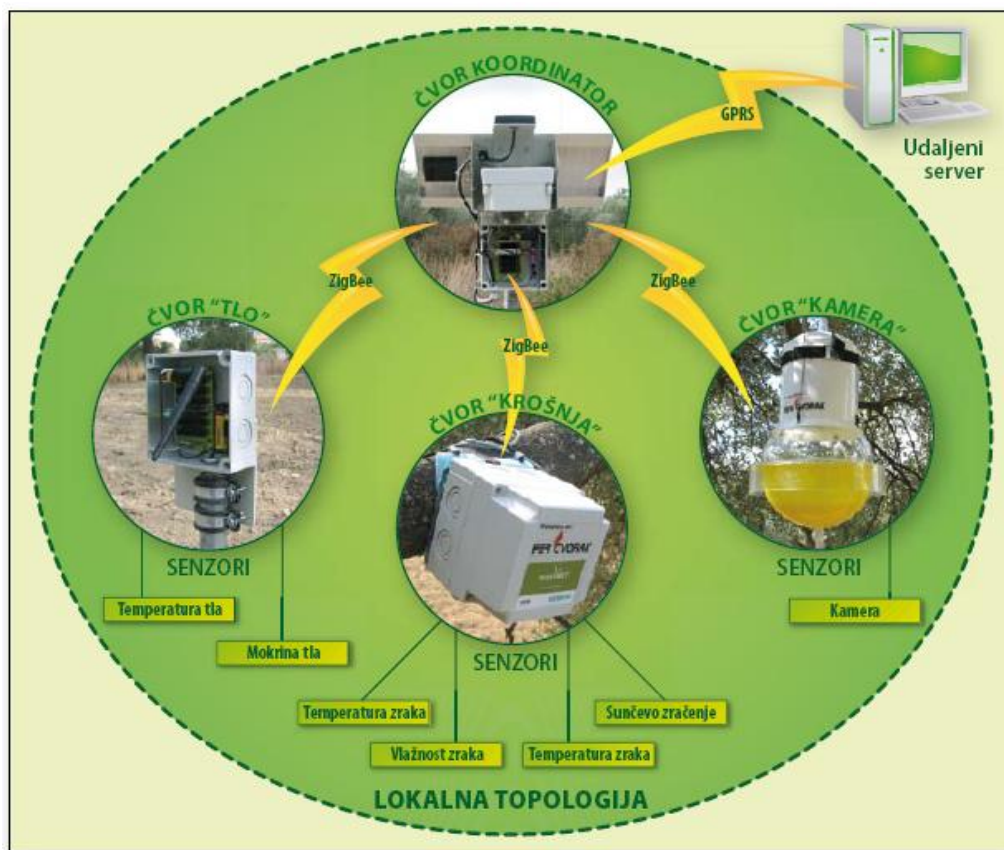 ČVOR KOORDINATOR
GPRS
Udaljeni
server
ZigBee
ZigBee
ZigBee
ČVOR "TLO"
ČVOR "KROŠNJA"
ČVOR "KAMERA"
SENZORI
Temperatura tla
Mokrina tla
SENZORI
Temperatura zraka
Vlažnost zraka
Temperatura zraka
Sunčevo zračenje
SENZORI
Kamera
LOKALNA TOPOLOGIJA